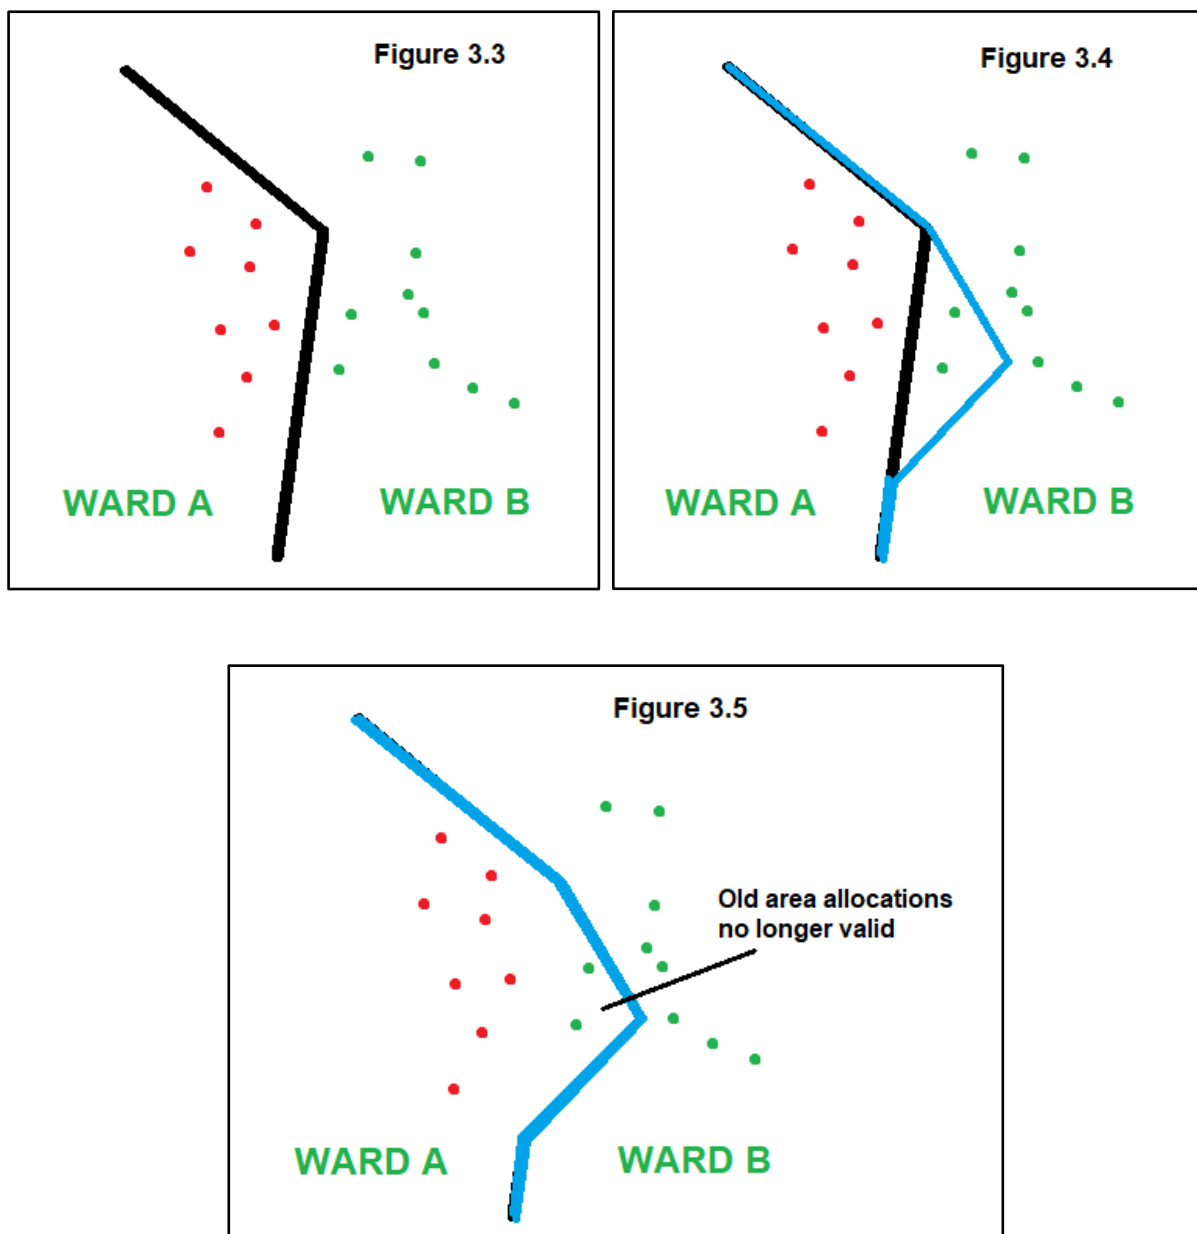 Figure 3.3
WARD A
WARD B
Figure 3.4
WARD A
WARD B
Figure 3.5
Old area allocations
no longer valid
WARD A
WARD B